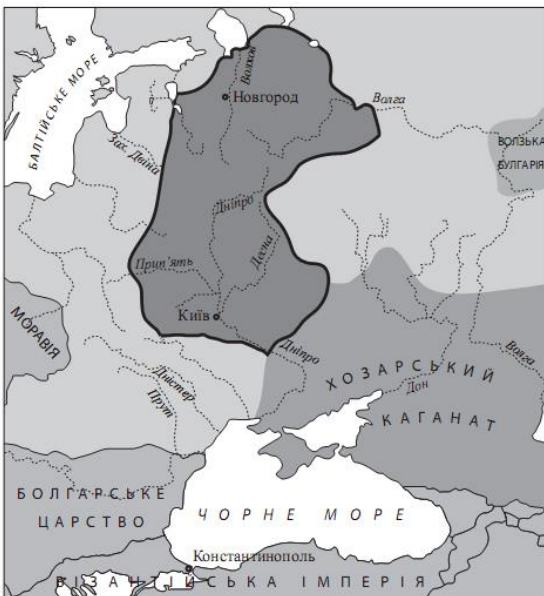 БАЛТІЙСЬКЕ МОРЕ
Волхов
Новгород
Волга
ВОЛЗЬКА
БУЛГАРІЯ
Зах. Двіна
Дніпро
Десна
Прип'ять
Київ
МОРАВІЯ
Дніпро
Волга
ХОЗАРСЬКИЙ
Дністер
Дон
Прут
КАГАНАТ
БОЛГАРСЬКЕ
ЦАРСТВО
ЧОРНЕ МОРЕ
Константинополь
ВІЗАНТІЙСЬКА ІМПЕРІЯ